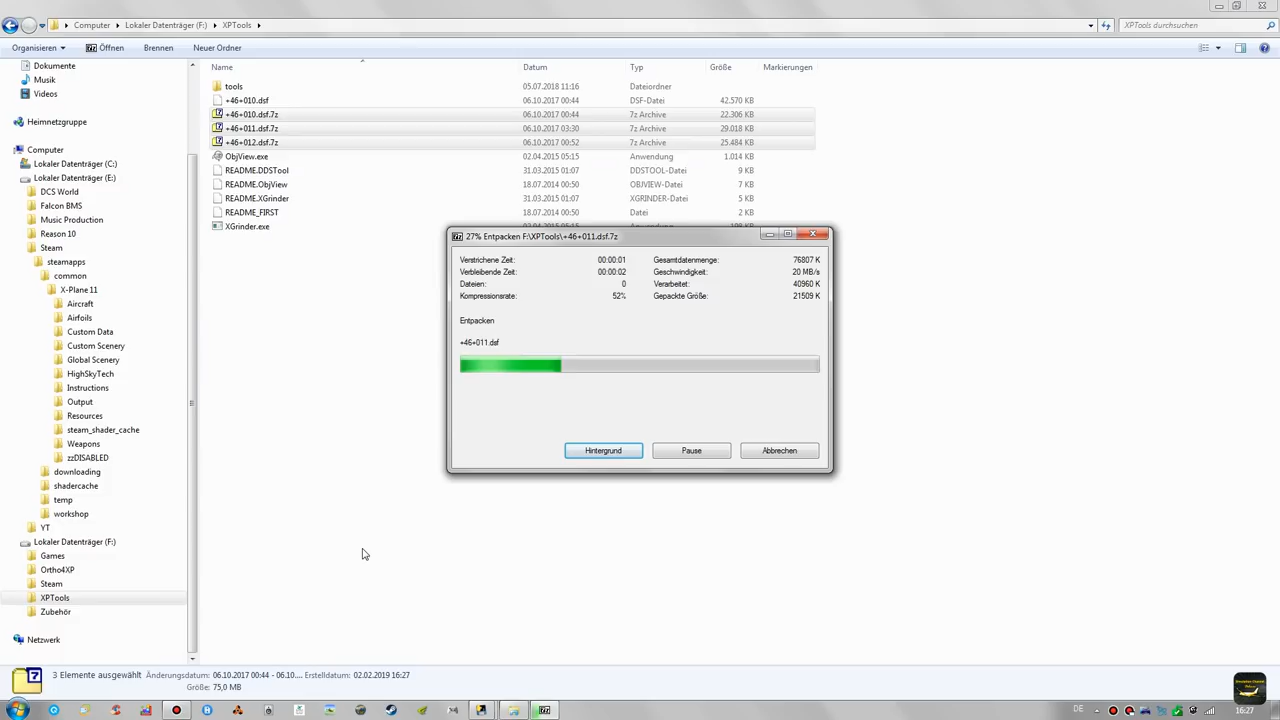 Computer ▸ Lokaler Datenträger (F:) ▸ XPTools ▸
XPTools durchsuchen
Organisieren Öffnen Brennen Neuer Ordner
Name Datum Typ Größe Markierungen
tools 05.07.2018 11:16 Dateiordner
+46+010.dsf 06.10.2017 00:44 DSF-Datei 42.570 KB
+46+010.dsf.7z 06.10.2017 00:44 7z Archive 22.306 KB
+46+011.dsf.7z 06.10.2017 03:30 7z Archive 29.018 KB
+46+012.dsf.7z 06.10.2017 00:52 7z Archive 25.484 KB
ObjView.exe 02.04.2015 05:15 Anwendung 1.014 KB
README.DDSTool 31.03.2015 01:07 DDSTOOL-Datei 9 KB
README.ObjView 18.07.2014 00:50 OBJVIEW-Datei 7 KB
README.XGrinder 31.03.2015 01:07 XGRINDER-Datei 5 KB
README_FIRST 18.07.2014 00:50 Datei 2 KB
XGrinder.exe
Dokumente
Musik
Videos
Heimnetzgruppe
Computer
Lokaler Datenträger (C:)
Lokaler Datenträger (E:)
DCS World
Falcon BMS
Music Production
Reason 10
Steam
steamapps
common
X-Plane 11
Aircraft
Airfoils
Custom Data
Custom Scenery
Global Scenery
HighSkyTech
Instructions
Output
Resources
steam_shader_cache
Weapons
zzDISABLED
downloading
shadercache
temp
workshop
YT
Lokaler Datenträger (F:)
Games
Ortho4XP
Steam
XPTools
Zubehör
Netzwerk
27% Entpacken F:\XPTools\+46+011.dsf.7z
Verstrichene Zeit: 00:00:01 Gesamtdatenmenge: 76807 K
Verbleibende Zeit: 00:00:02 Geschwindigkeit: 20 MB/s
Dateien: 0 Verarbeitet: 40960 K
Kompressionsrate: 52% Gepackte Größe: 21509 K
Entpacken
+46+011.dsf
Hintergrund Pause Abbrechen
3 Elemente ausgewählt Änderungsdatum: 06.10.2017 00:44 - 06.10.... Erstelldatum: 02.02.2019 16:27
Größe: 75,0 MB
DE 16:27